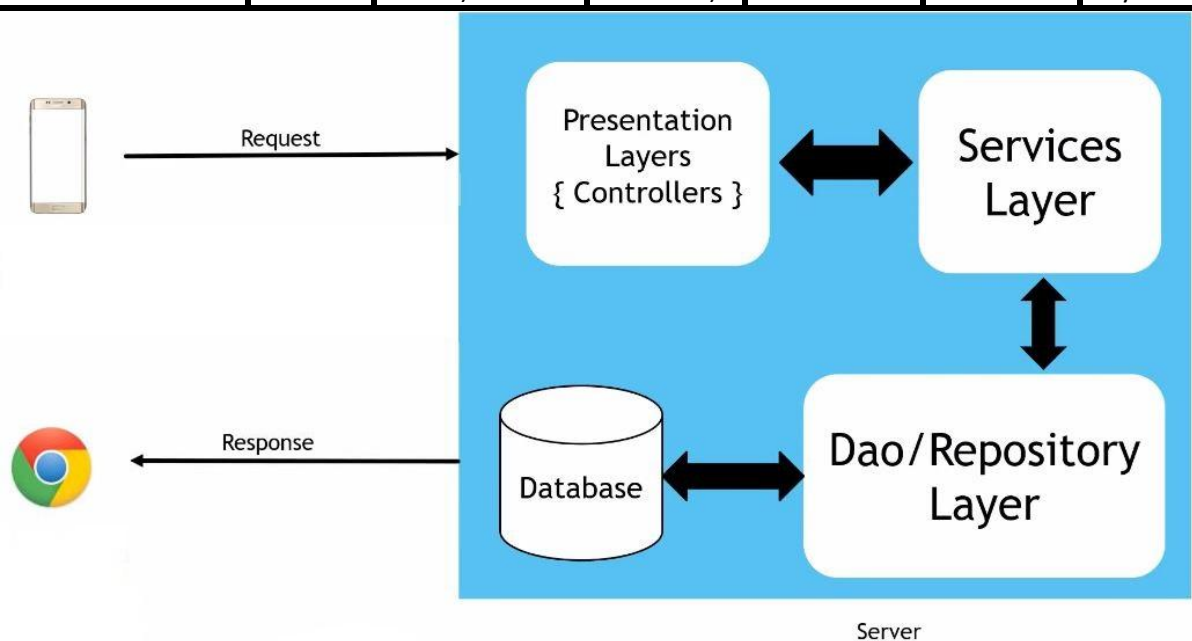 Request
Presentation
Layers
{ Controllers }
Services
Layer
Response
Database
Dao/Repository
Layer
Server